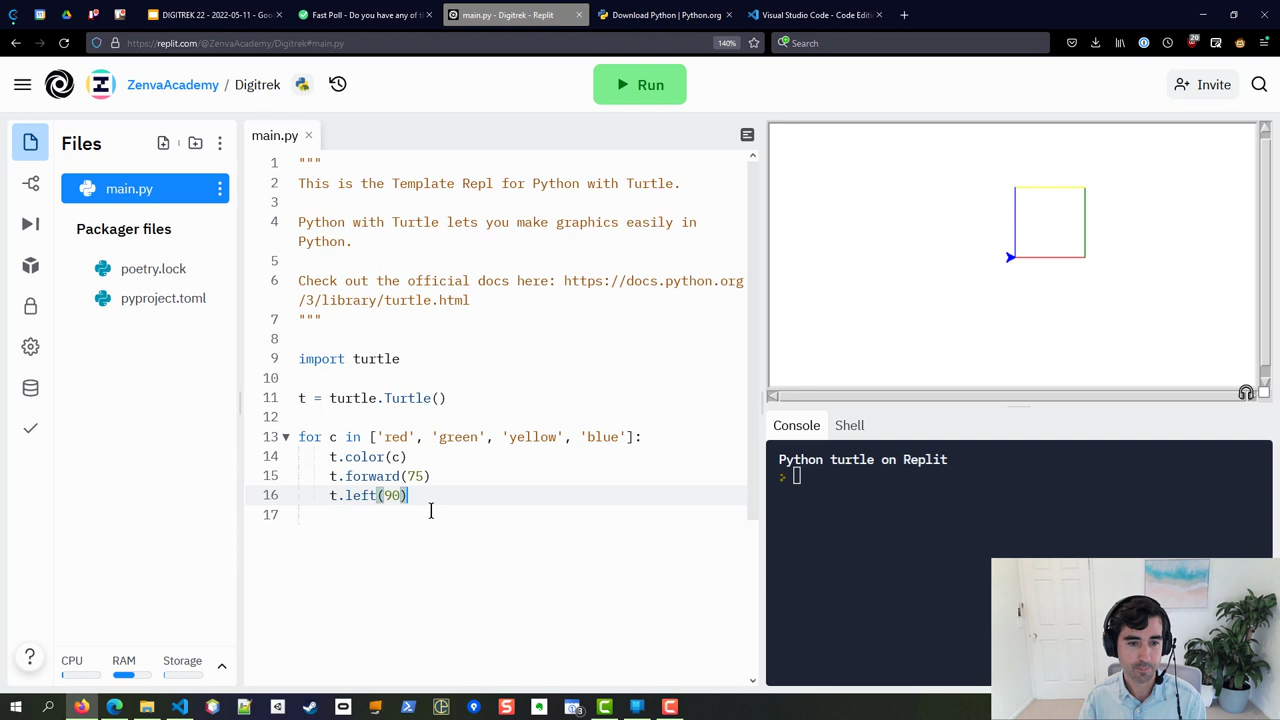 DIGITREK 22 - 2022-05-11 - Goo
Fast Poll - Do you have any of th
main.py - Digitrek - Replit
Download Python | Python.org
Visual Studio Code - Code Editi
https://replit.com/@ZenvaAcademy/Digitrek#main.py
140%
Search
20
ZenvaAcademy / Digitrek
Run
Invite
Files
main.py
Packager files
poetry.lock
pyproject.toml
CPU
RAM
Storage
main.py
1 """
2 This is the Template Repl for Python with Turtle.
3
4 Python with Turtle lets you make graphics easily in
Python.
5
6 Check out the official docs here: https://docs.python.org
/3/library/turtle.html
7 """
8
9 import turtle
10
11 t = turtle.Turtle()
12
13 for c in ['red', 'green', 'yellow', 'blue']:
14 t.color(c)
15 t.forward(75)
16 t.left(90)
17
Console
Shell
Python turtle on Replit